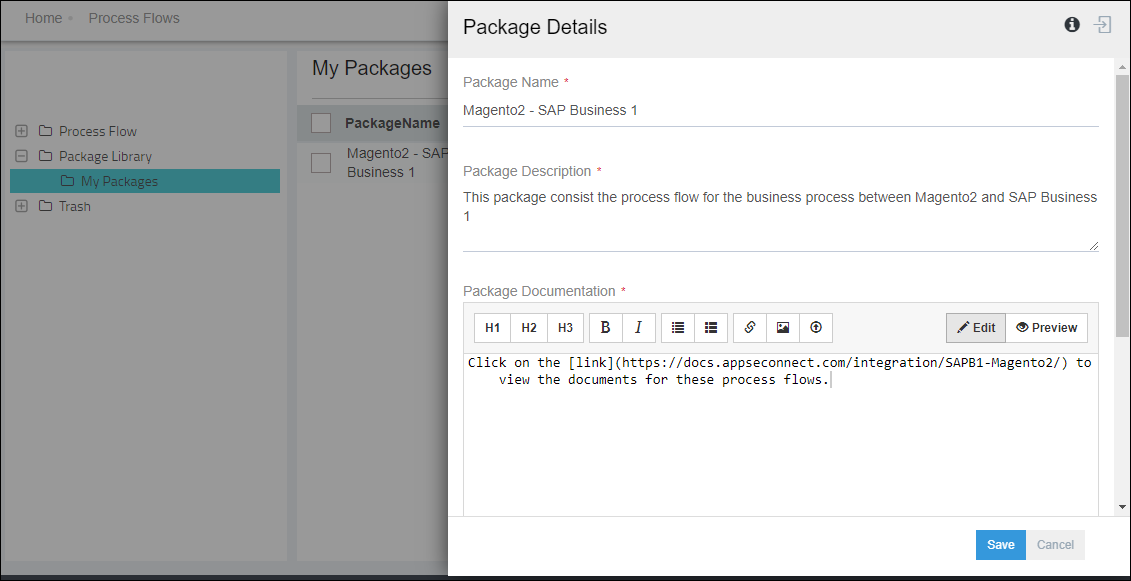 Home Process Flows
Process Flow
Package Library
My Packages
Trash
My Packages
PackageName
Magento2 - SAP
Business 1
Package Details
Package Name *
Magento2 - SAP Business 1
Package Description *
This package consist the process flow for the business process between Magento2 and SAP Business
1
Package Documentation *
H1 H2 H3 B I Edit Preview
Click on the [link](https://docs.appseconnect.com/integration/SAPB1-Magento2/) to
view the documents for these process flows.
Save Cancel